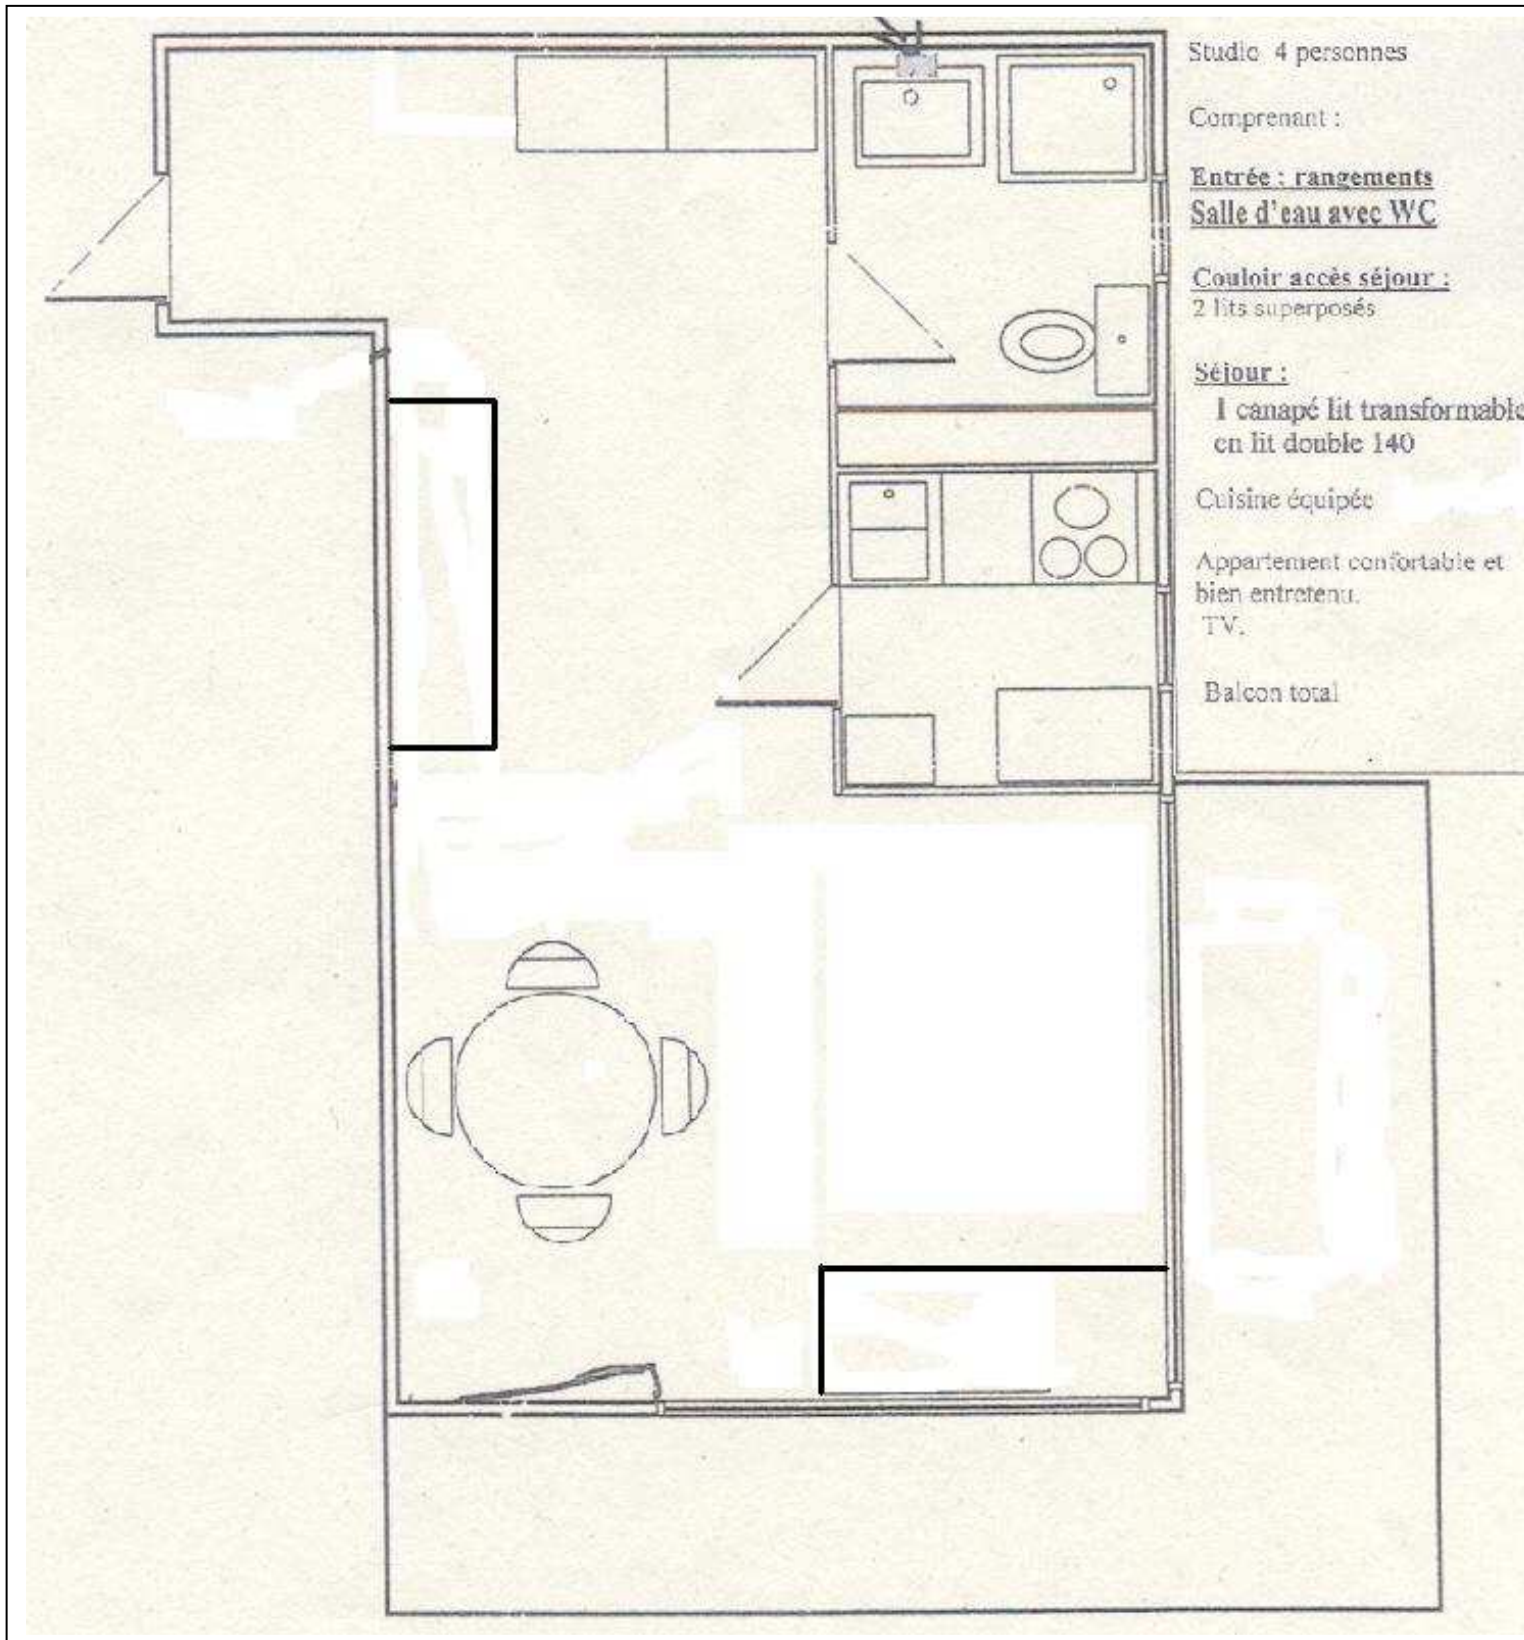 Studio 4 personnes
Comprenant :
Entrée : rangements
Salle d'eau avec WC
Couloir accès séjour :
2 lits superposés
Séjour :
1 canapé lit transformable
en lit double 140
Cuisine équipée
Appartement confortable et
bien entretenu.
TV.
Balcon total